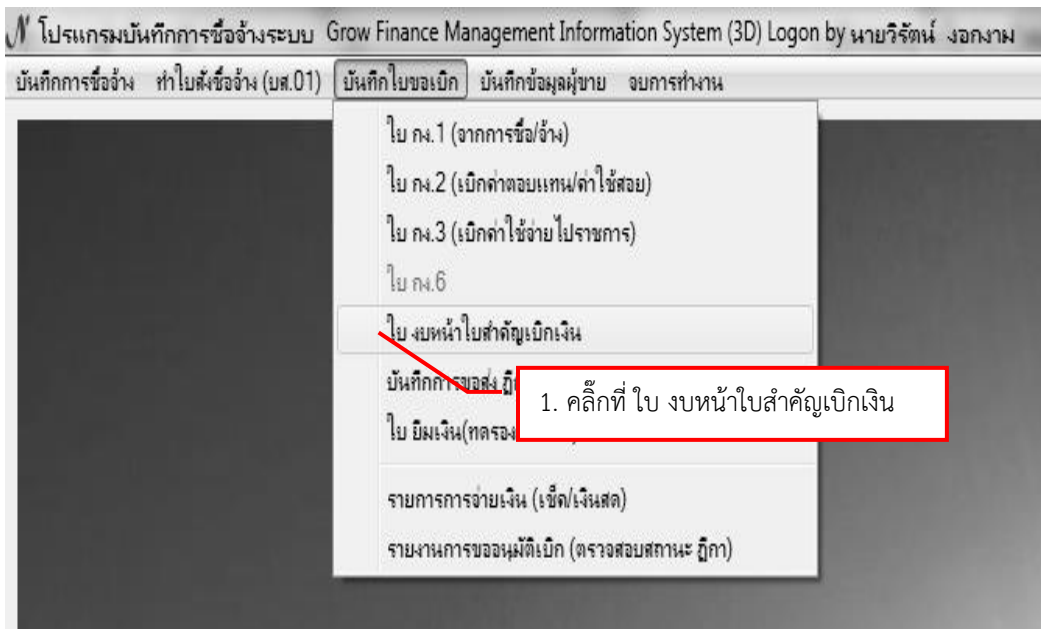 N โปรแกรมบันทึกการซื้อจ้างระบบ Grow Finance Management Information System (3D) Logon by นายวิรัตน์ งอกงาม
บันทึกการซื้อจ้าง ทำใบสั่งซื้อจ้าง (บส.01) บันทึกใบขอเบิก บันทึกข้อมูลผู้ขาย จบการทำงาน
ใบ กง.1 (จากการซื้อ/จ้าง)
ใบ กง.2 (เบิกค่าตอบแทน/ค่าใช้สอย)
ใบ กง.3 (เบิกค่าใช้จ่ายไปราชการ)
ใบ กง.6
ใบ งบหน้าใบสำคัญเบิกเงิน
บันทึกการขอส่ง
1. คลิ๊กที่ ใบ งบหน้าใบสำคัญเบิกเงิน
ใบ ยืมเงิน(ทดรอง
รายการการจ่ายเงิน (เช็ค/เงินสด)
รายงานการขออนุมัติเบิก (ตรวจสอบสถานะ ฎีกา)